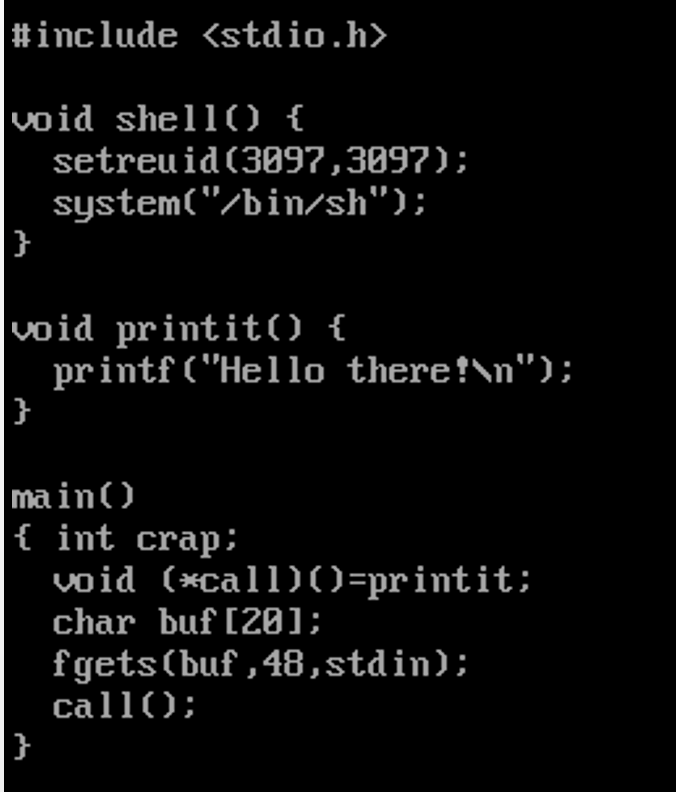 #include <stdio.h>
void shell() {
setreuid(3097,3097);
system("/bin/sh");
}
void printit() {
printf("Hello there!\n");
}
main()
{ int crap;
void (*call)()=printit;
char buf[20];
fgets(buf,48,stdin);
call();
}